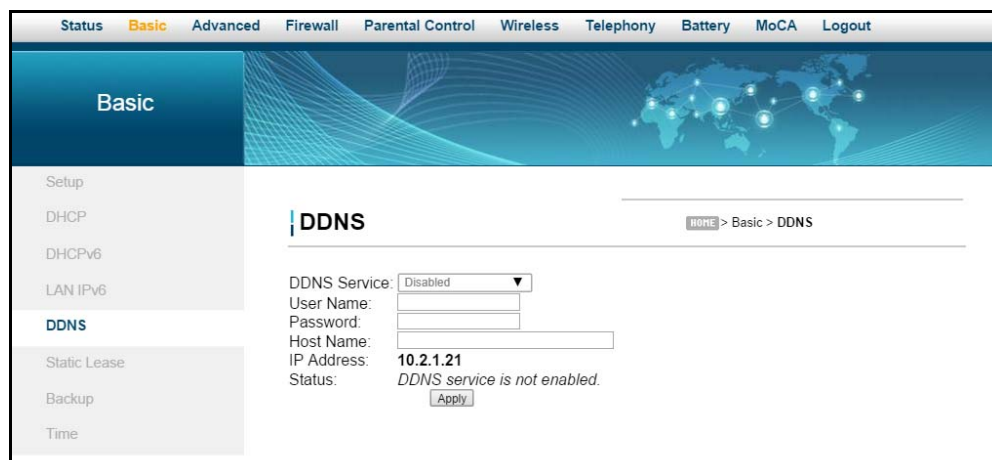 Status Basic Advanced Firewall Parental Control Wireless Telephony Battery MoCA Logout
Basic
Setup
DHCP
DHCPv6
LAN IPv6
DDNS
Static Lease
Backup
Time
DDNS
HOME > Basic > DDNS
DDNS Service: Disabled ▼
User Name:
Password:
Host Name:
IP Address: 10.2.1.21
Status: DDNS service is not enabled.
Apply